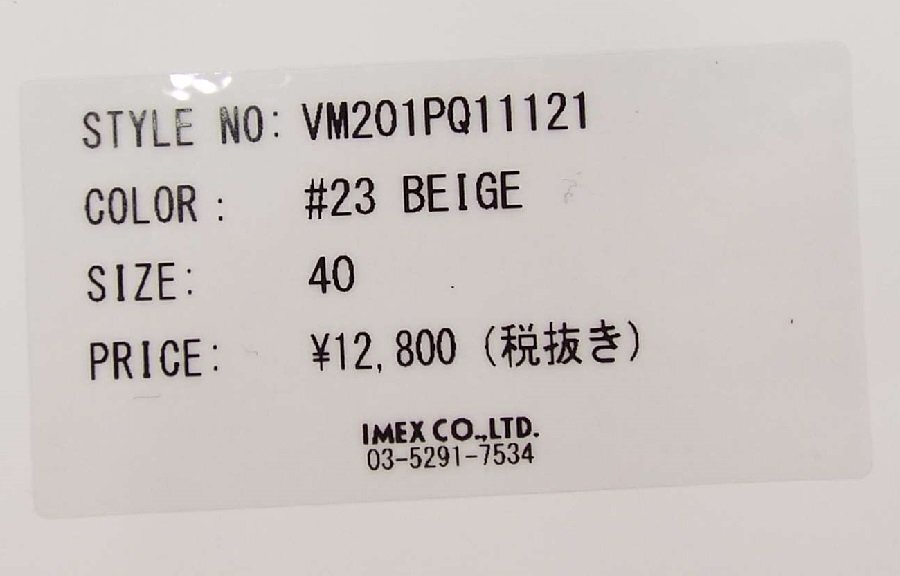 STYLE NO: VM201PQ11121
COLOR: #23 BEIGE
SIZE: 40
PRICE: ¥12,800 (税抜き)
IMEX CO.,LTD.
03-5291-7534